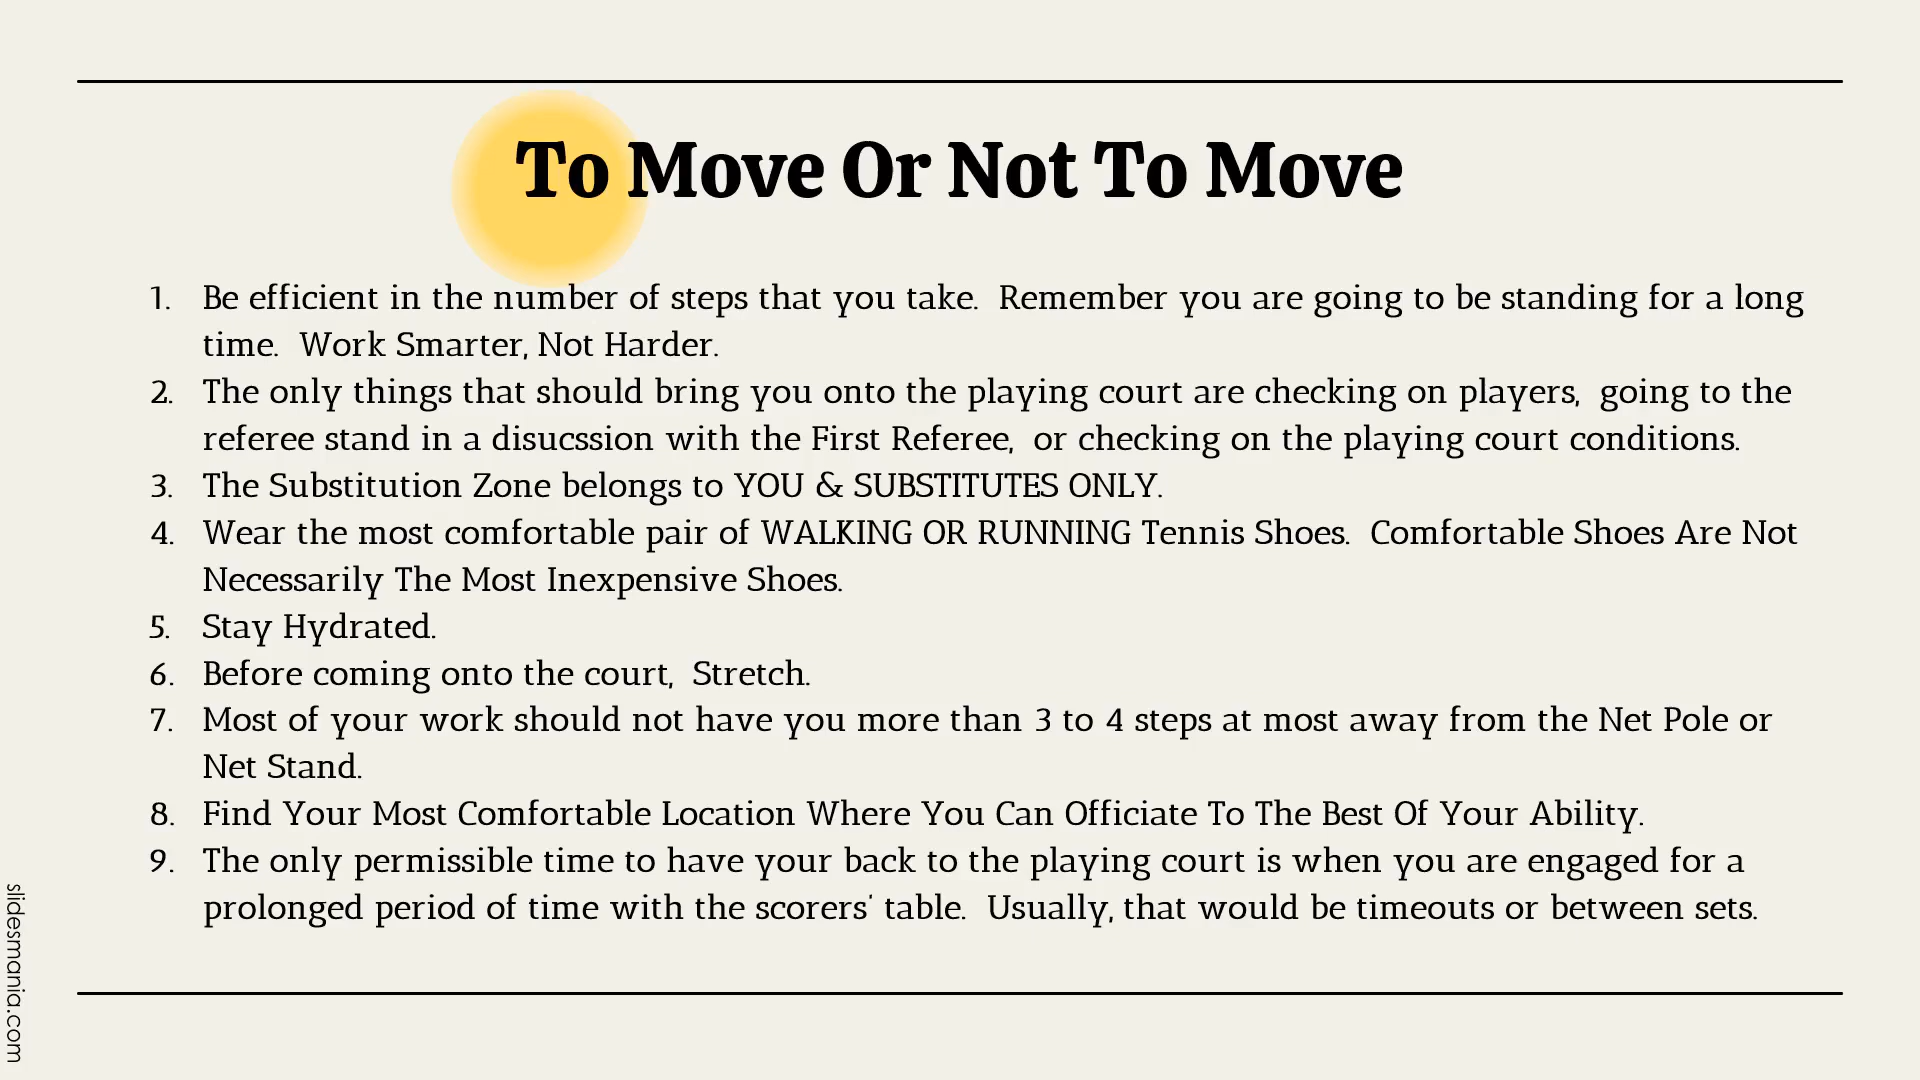 To Move Or Not To Move
1. Be efficient in the number of steps that you take.  Remember you are going to be standing for a long
time.  Work Smarter, Not Harder.
2. The only things that should bring you onto the playing court are checking on players,  going to the
referee stand in a disucssion with the First Referee,  or checking on the playing court conditions.
3. The Substitution Zone belongs to YOU & SUBSTITUTES ONLY.
4. Wear the most comfortable pair of WALKING OR RUNNING Tennis Shoes.  Comfortable Shoes Are Not
Necessarily The Most Inexpensive Shoes.
5. Stay Hydrated.
6. Before coming onto the court,  Stretch.
7. Most of your work should not have you more than 3 to 4 steps at most away from the Net Pole or
Net Stand.
8. Find Your Most Comfortable Location Where You Can Officiate To The Best Of Your Ability.
9. The only permissible time to have your back to the playing court is when you are engaged for a
prolonged period of time with the scorers' table.  Usually, that would be timeouts or between sets.
slidesmania.com